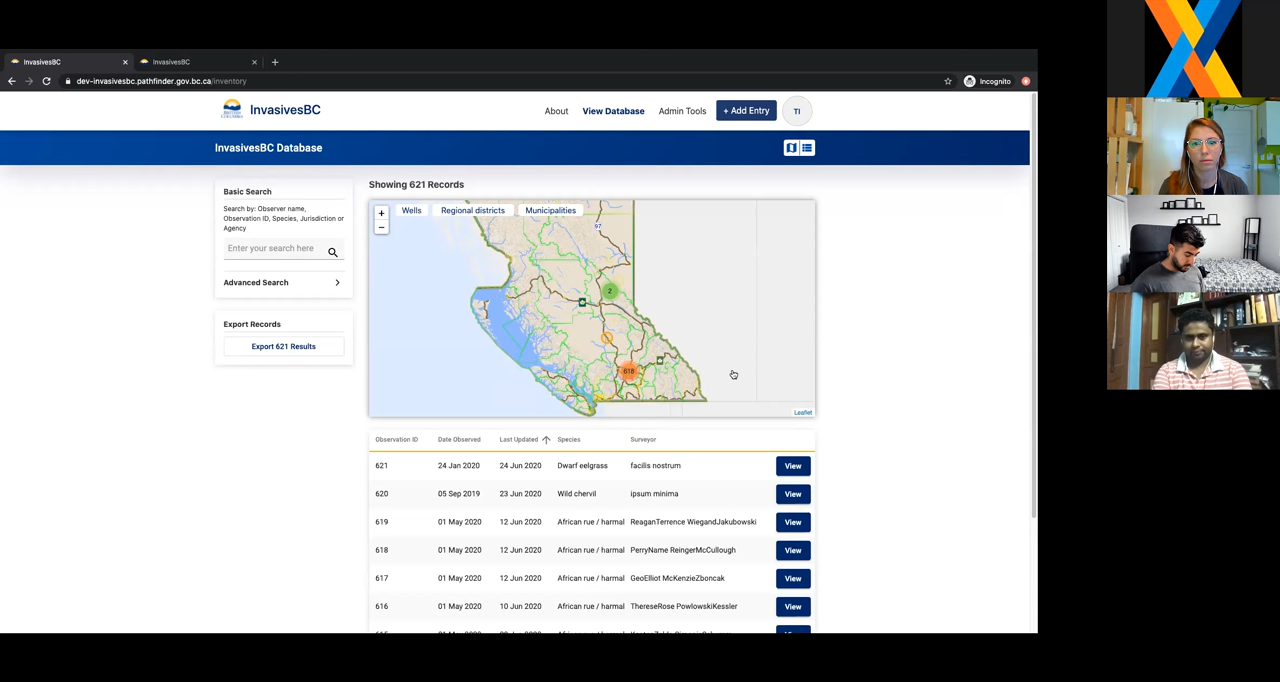 InvasivesBC
InvasivesBC
dev-invasivesbc.pathfinder.gov.bc.ca/inventory
Incognito
InvasivesBC
About
View Database
Admin Tools
+ Add Entry
TI
InvasivesBC Database
Basic Search
Search by: Observer name,
Observation ID, Species, Jurisdiction or
Agency
Enter your search here
Advanced Search
Export Records
Export 621 Results
Showing 621 Records
+
−
Wells
Regional districts
Municipalities
97
2
618
Leaflet
Observation ID Date Observed Last Updated Species Surveyor
621 24 Jan 2020 24 Jun 2020 Dwarf eelgrass facilis nostrum View
620 05 Sep 2019 23 Jun 2020 Wild chervil ipsum minima View
619 01 May 2020 12 Jun 2020 African rue / harmal ReaganTerrence WiegandJakubowski View
618 01 May 2020 12 Jun 2020 African rue / harmal PerryName ReingerMcCullough View
617 01 May 2020 12 Jun 2020 African rue / harmal GeoElliot McKenzieZboncak View
616 01 May 2020 10 Jun 2020 African rue / harmal ThereseRose PowlowskiKessler View